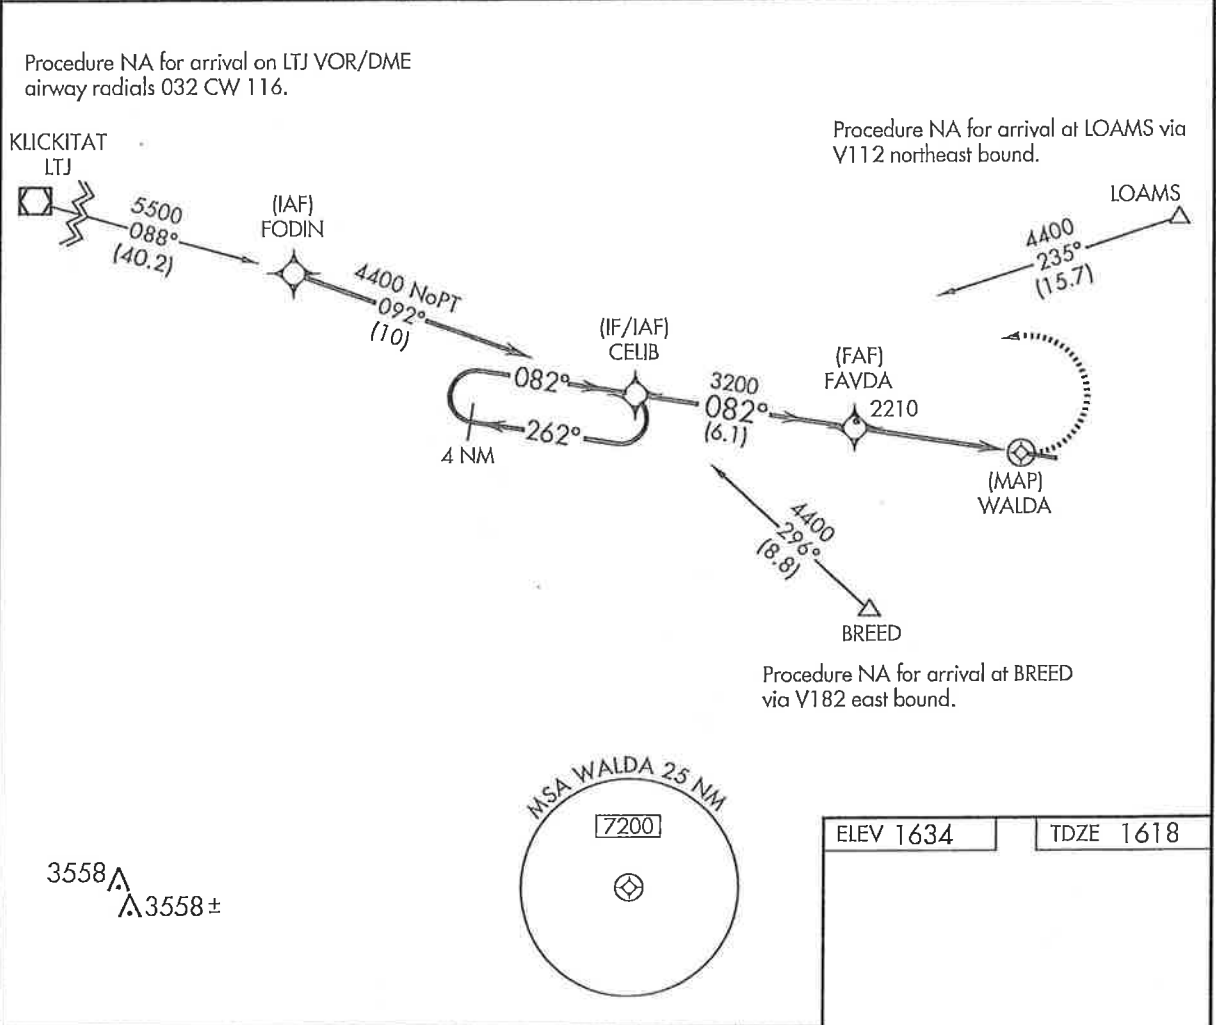 Procedure NA for arrival on LTJ VOR/DME
airway radials 032 CW 116.
KLICKITAT
LTJ
5500
088°
(40.2)
(IAF)
FODIN
4400 NoPT
092°
(10)
Procedure NA for arrival at LOAMS via
V112 northeast bound.
LOAMS
4400
235°
(15.7)
(IF/IAF)
CELIB
082°
262°
4 NM
3200
082°
(6.1)
(FAF)
FAVDA
2210
(MAP)
WALDA
4400
296°
(8.8)
BREED
Procedure NA for arrival at BREED
via V182 east bound.
MSA WALDA 25 NM
7200
3558
3558±
ELEV 1634
TDZE 1618